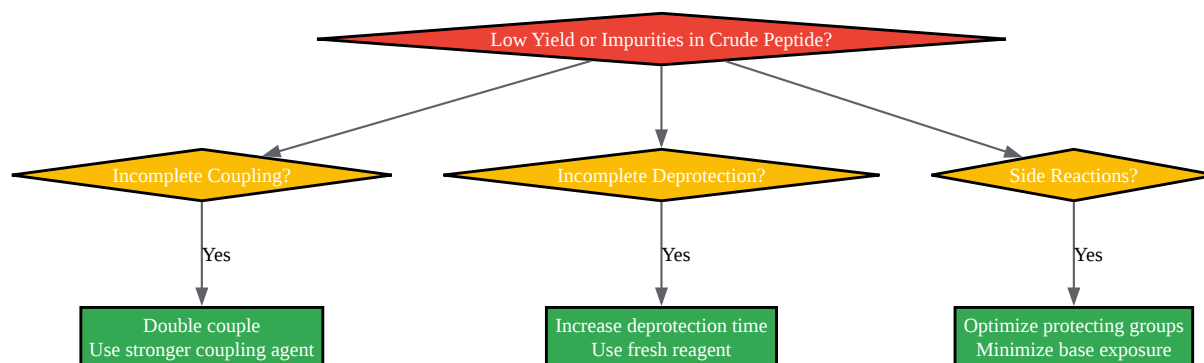 Low Yield or Impurities in Crude Peptide?
Incomplete Coupling?
Incomplete Deprotection?
Side Reactions?
Yes
Yes
Yes
Double couple
Use stronger coupling agent
Increase deprotection time
Use fresh reagent
Optimize protecting groups
Minimize base exposure